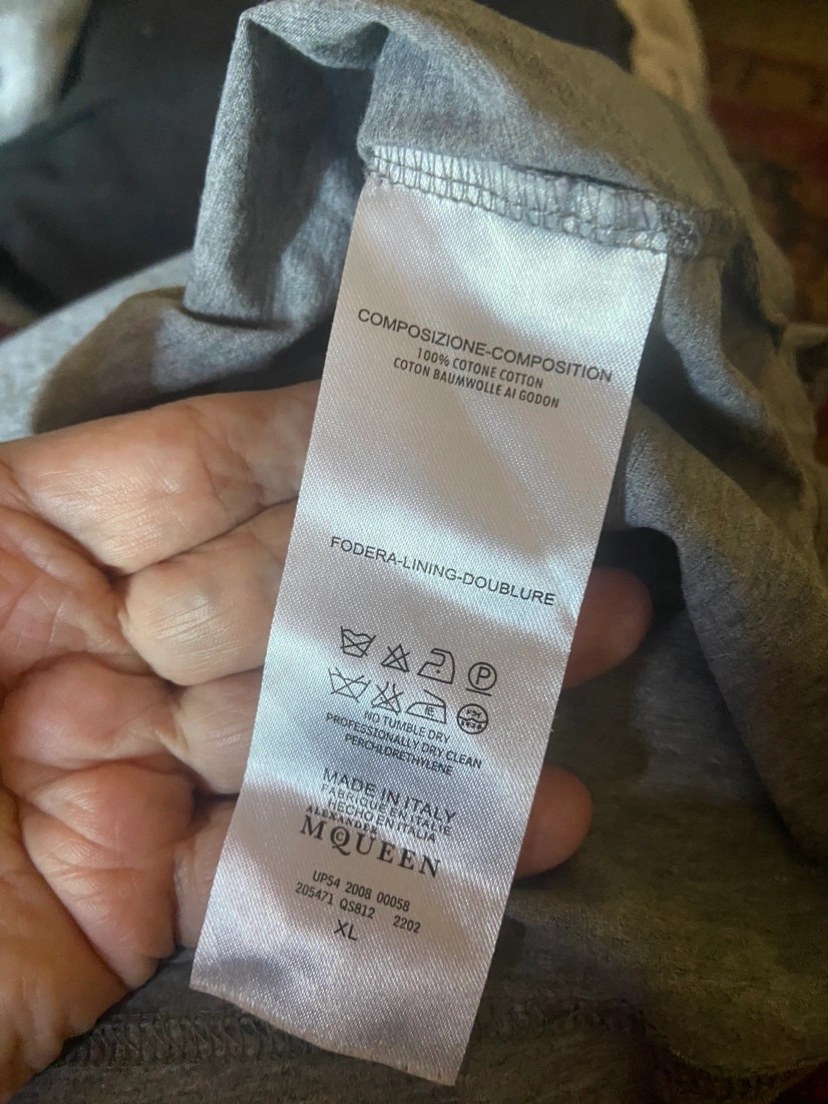 COMPOSIZIONE-COMPOSITION
100% COTONE COTTON
COTON BAUMWOLLE AI GODON
FODERA-LINING-DOUBLURE
P
NO TUMBLE DRY
PROFESSIONALLY DRY CLEAN
PERCHLORETHYLENE
MADE IN ITALY
FABRIQUE EN ITALIE
HECHO EN ITALIA
ALEXANDER
MCQUEEN
UP54 2008 00058
205471 QS812 2202
XL